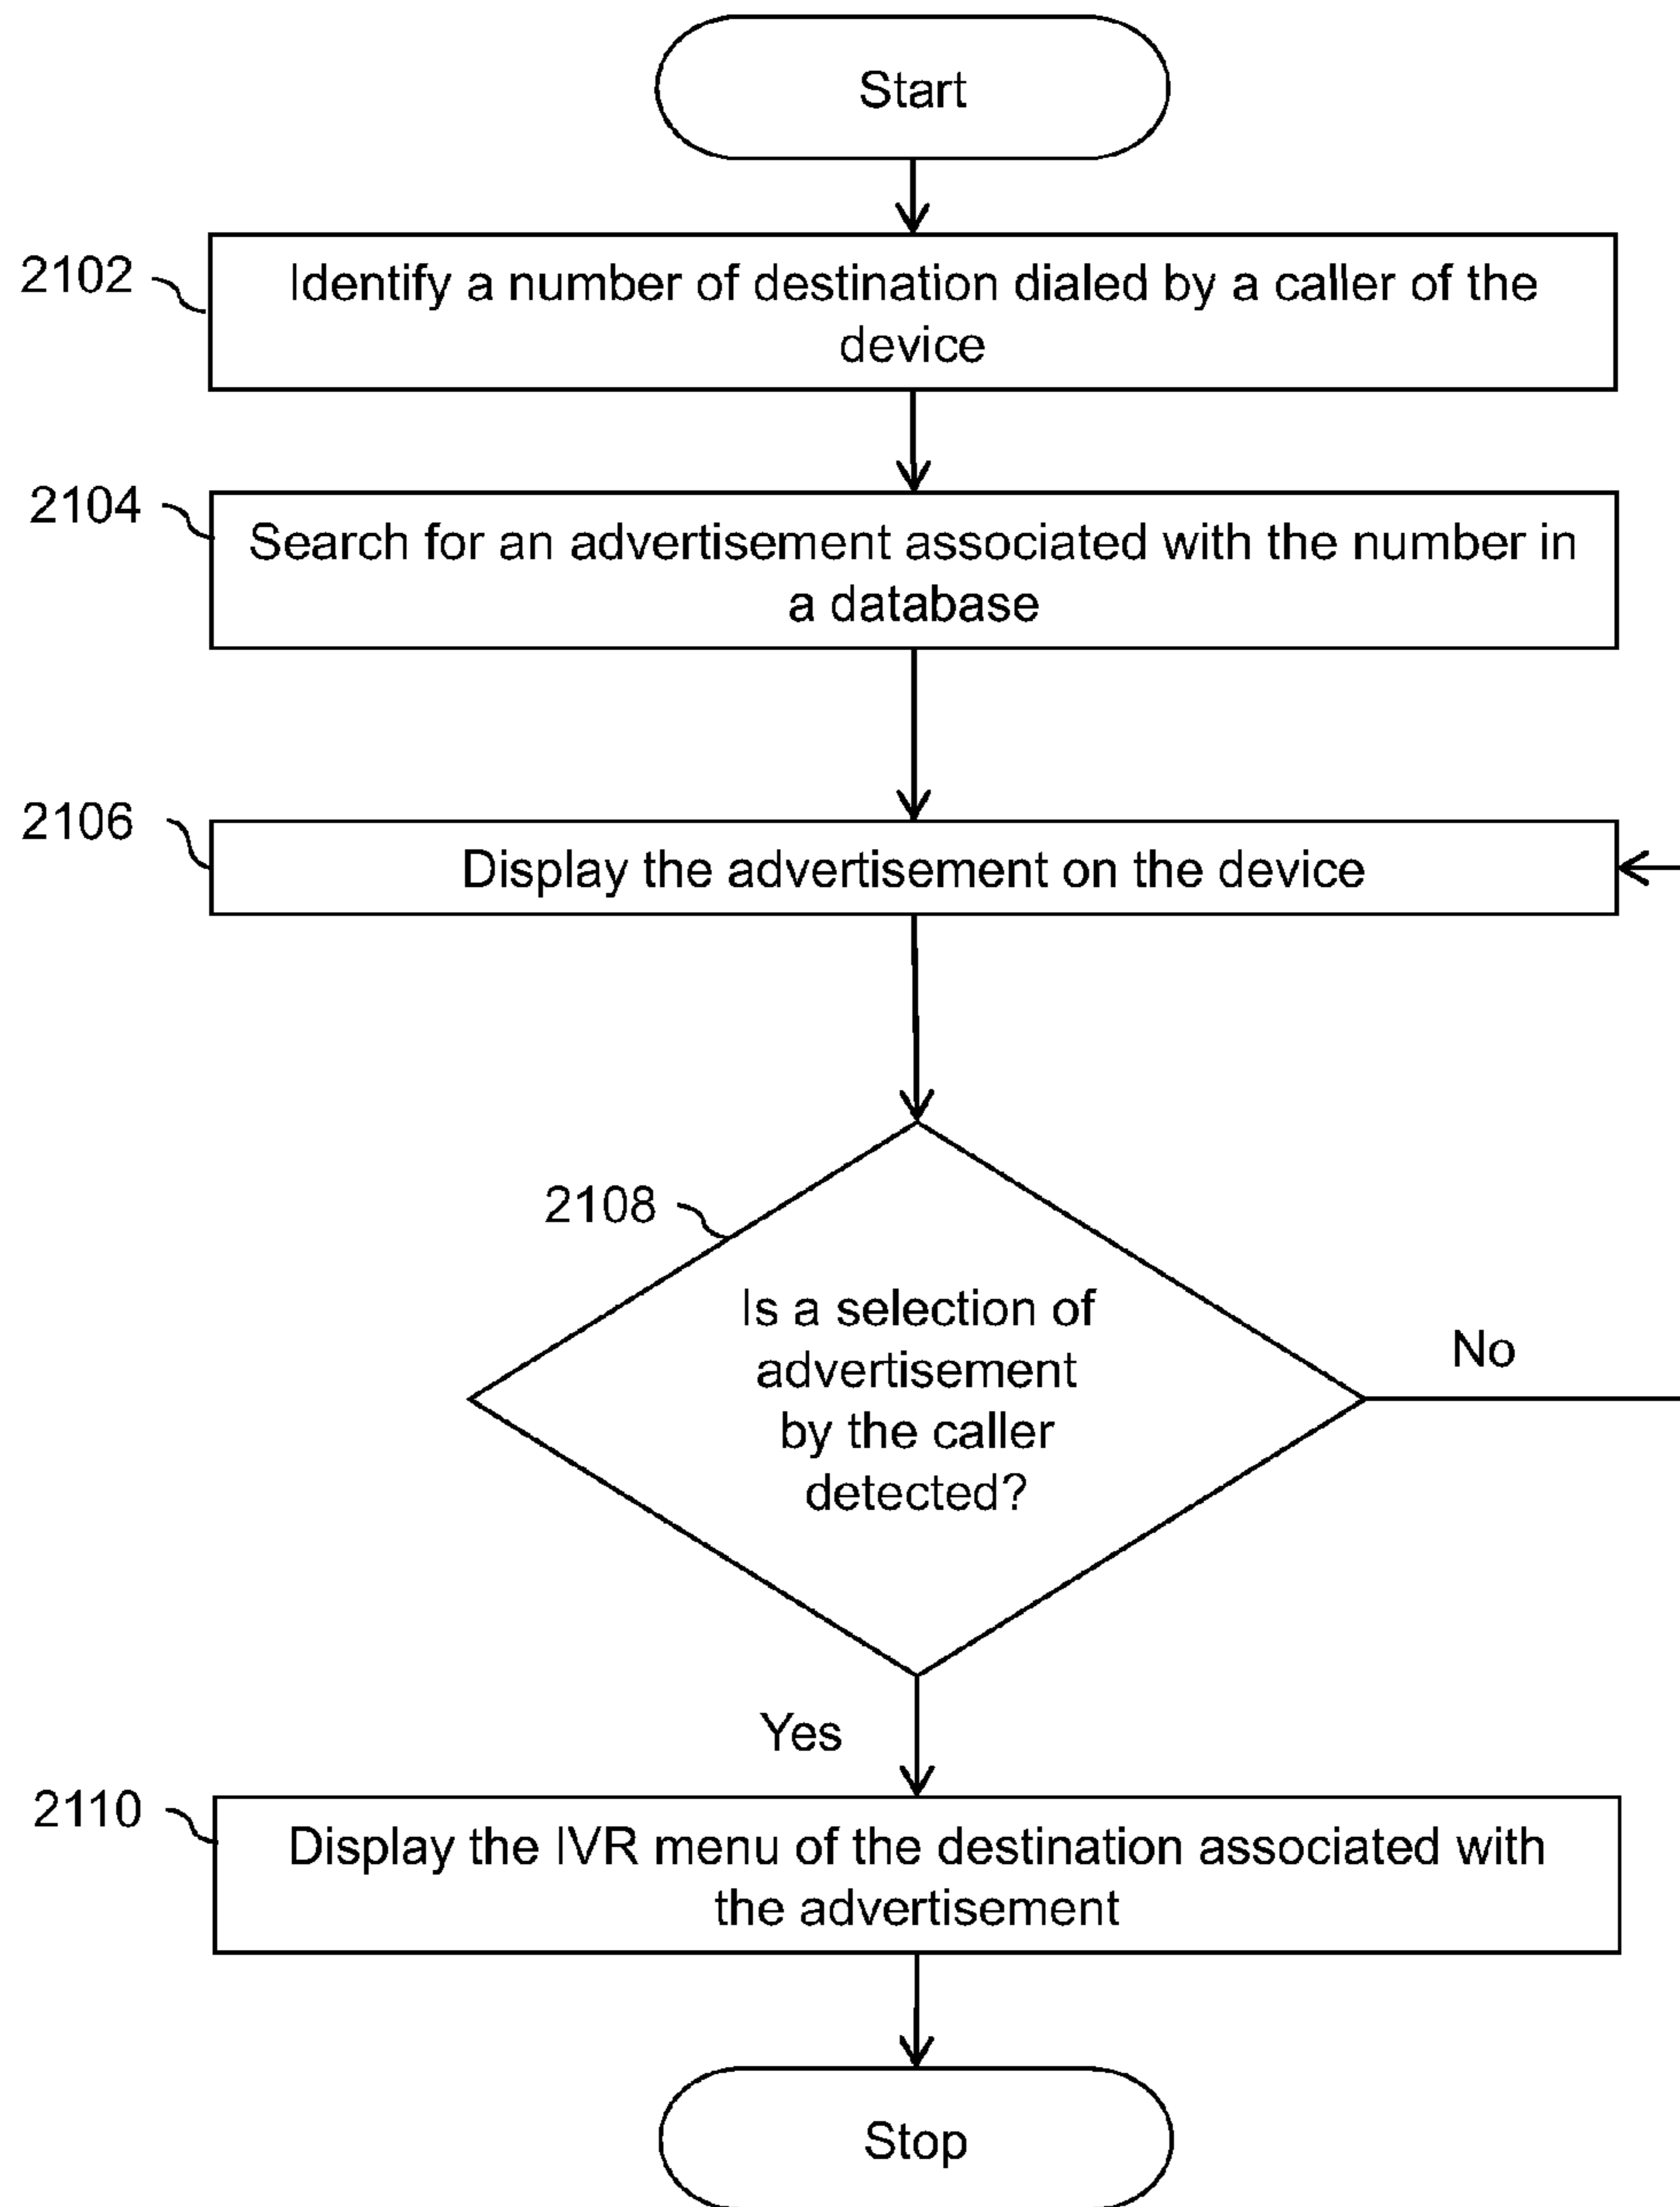 Start
2102
Identify a number of destination dialed by a caller of the
device
2104
Search for an advertisement associated with the number in
a database
2106
Display the advertisement on the device
2108
Is a selection of
advertisement
by the caller
detected?
No
Yes
2110
Display the IVR menu of the destination associated with
the advertisement
Stop